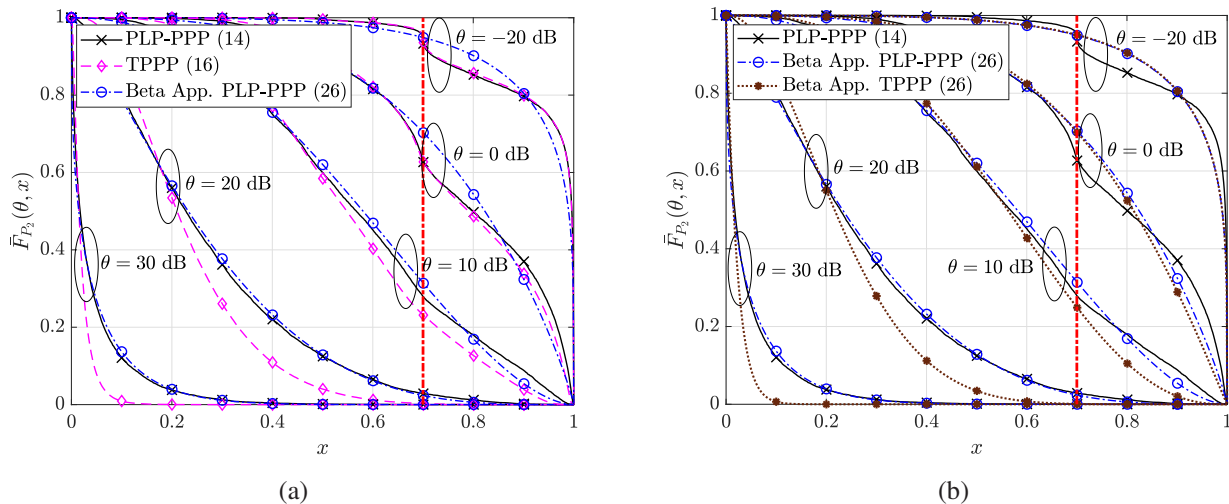 1
0.8
0.6
0.4
0.2
0
F̄_{P_2}(θ, x)
PLP-PPP (14)
TPPP (16)
Beta App. PLP-PPP (26)
θ = −20 dB
θ = 0 dB
θ = 20 dB
θ = 10 dB
θ = 30 dB
0 0.2 0.4 0.6 0.8 1
x
(a)
1
0.8
0.6
0.4
0.2
0
F̄_{P_2}(θ, x)
PLP-PPP (14)
Beta App. PLP-PPP (26)
Beta App. TPPP (26)
θ = −20 dB
θ = 0 dB
θ = 20 dB
θ = 10 dB
θ = 30 dB
0 0.2 0.4 0.6 0.8 1
x
(b)